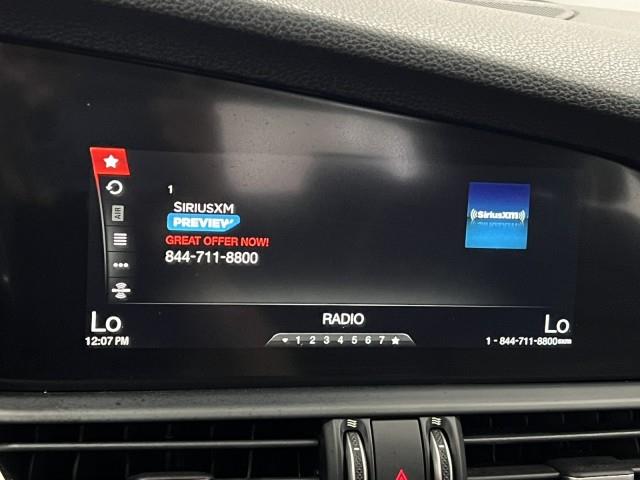 1
SIRIUSXM
PREVIEW
GREAT OFFER NOW!
844-711-8800
((SiriusXM))
AIR
RADIO
Lo
Lo
12:07 PM
1 2 3 4 5 6 7
1 - 844-711-8800